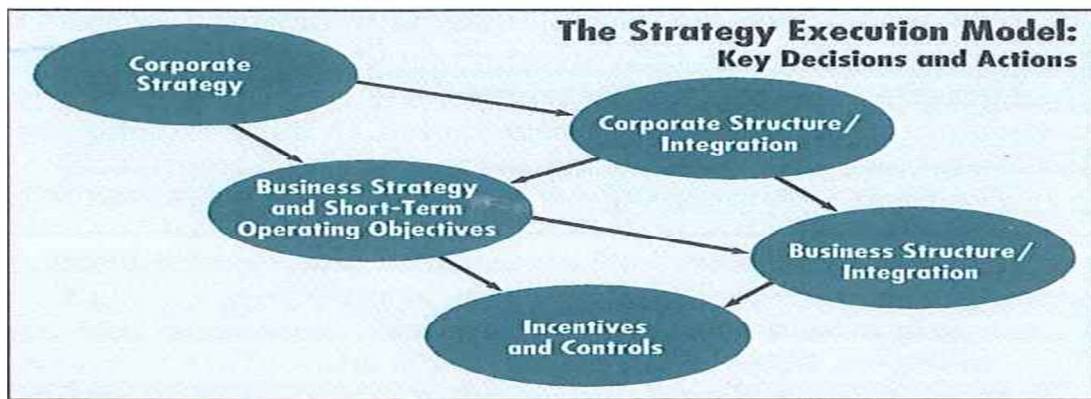 The Strategy Execution Model:
Key Decisions and Actions
Corporate
Strategy
Corporate Structure/
Integration
Business Strategy
and Short-Term
Operating Objectives
Business Structure/
Integration
Incentives
and Controls